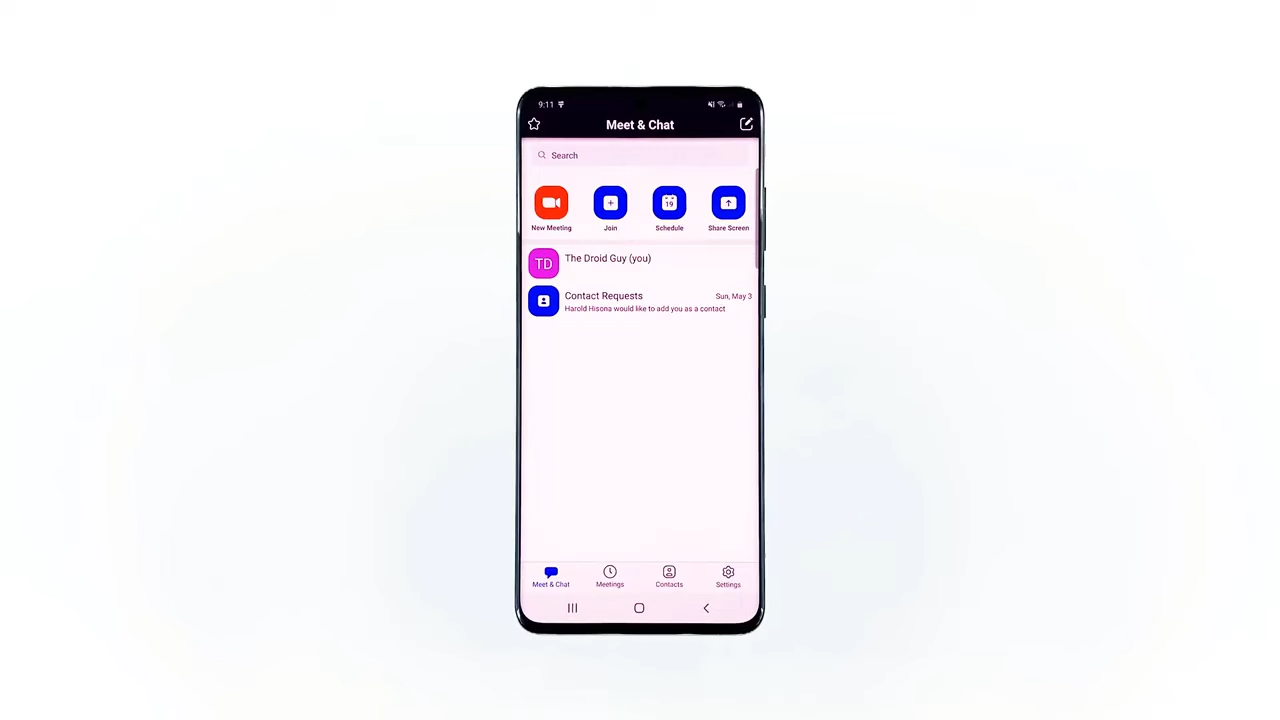 9:11
Meet & Chat
Search
19
New Meeting
Join
Schedule
Share Screen
TD
The Droid Guy (you)
Contact Requests
Sun, May 3
Harold Hisona would like to add you as a contact
Meet & Chat
Meetings
Contacts
Settings